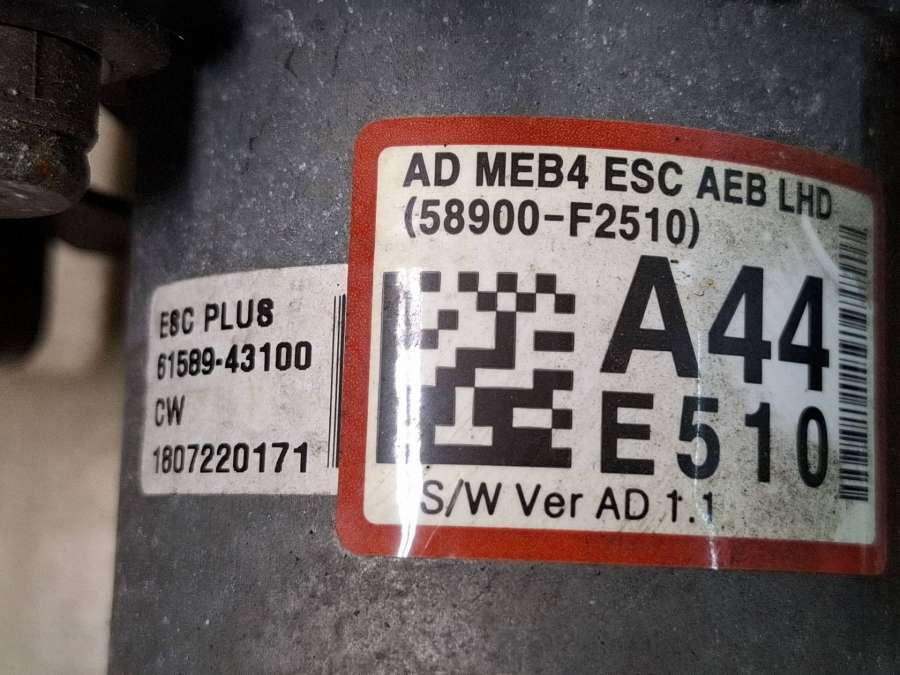 AD MEB4 ESC AEB LHD
(58900-F2510)
A44
E510
S/W Ver AD 1.1
ESC PLUS
61589-43100
CW
1807220171